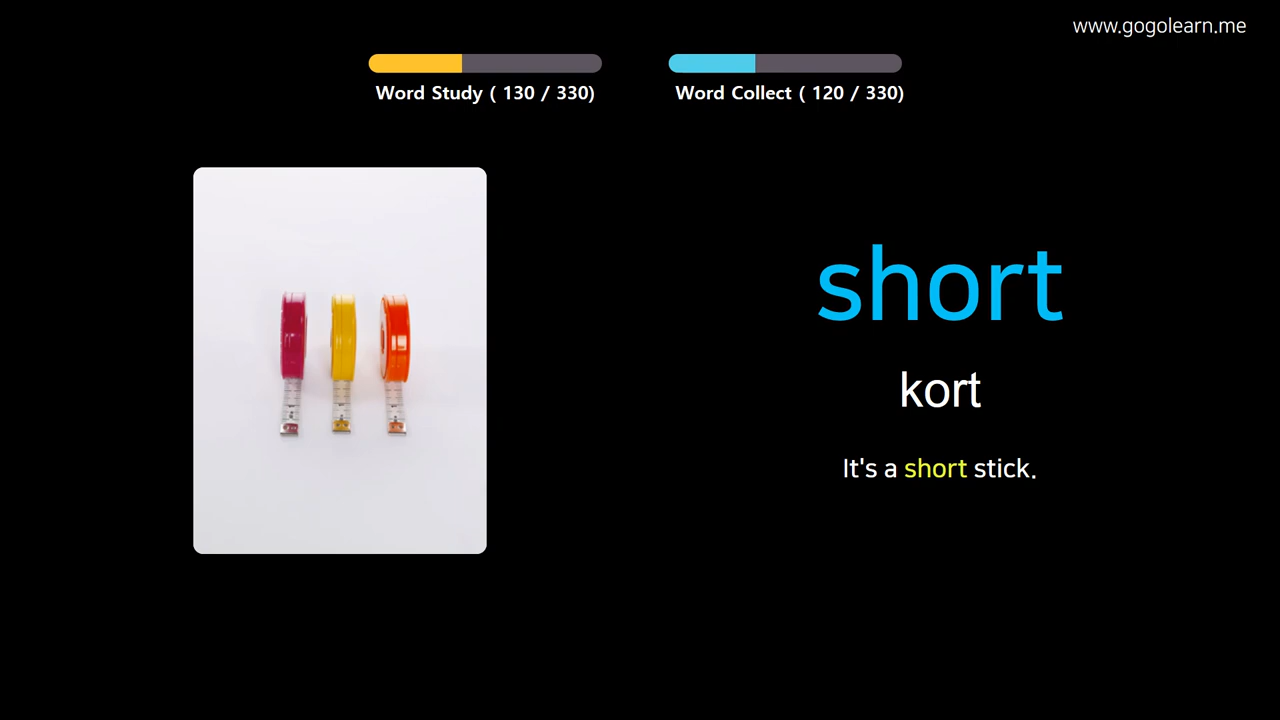 www.gogolearn.me
Word Study ( 130 / 330)
Word Collect ( 120 / 330)
short
kort
It's a short stick.